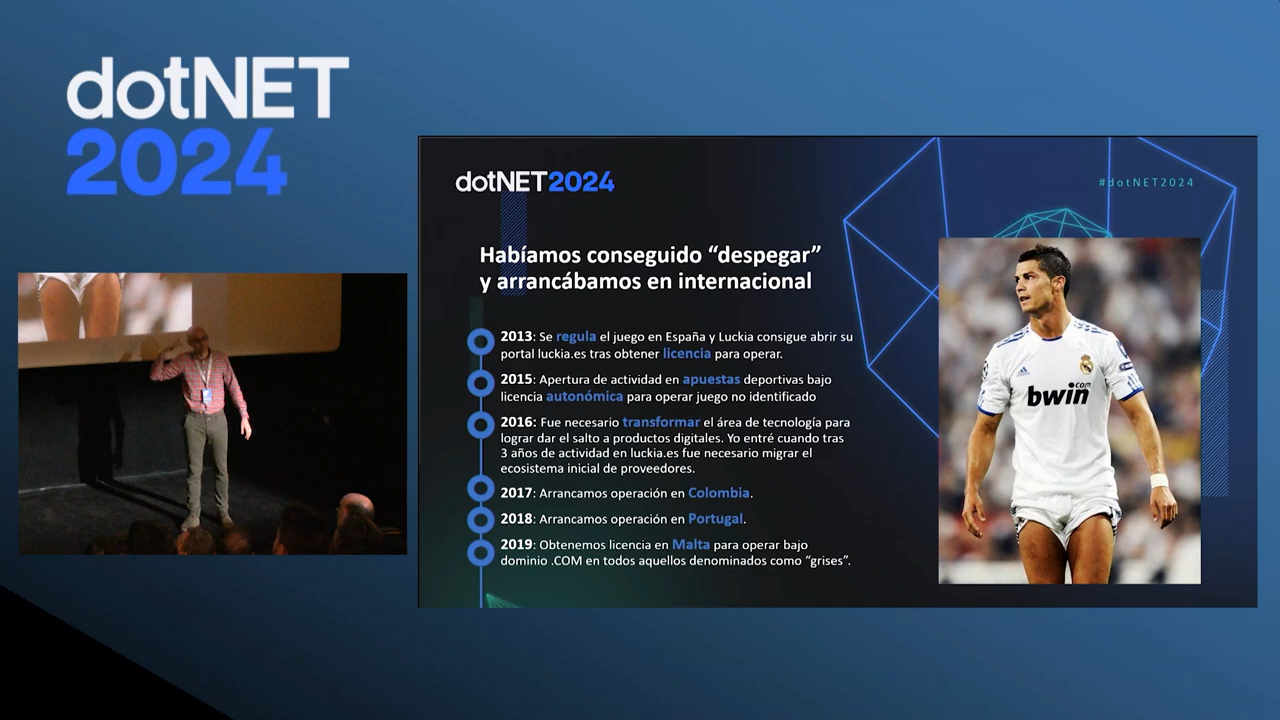 dotNET
2024
dotNET2024
#dotNET2024
Habíamos conseguido “despegar”
y arrancábamos en internacional
2013: Se regula el juego en España y Luckia consigue abrir su
portal luckia.es tras obtener licencia para operar.
2015: Apertura de actividad en apuestas deportivas bajo
licencia autonómica para operar juego no identificado
2016: Fue necesario transformar el área de tecnología para
lograr dar el salto a productos digitales. Yo entré cuando tras
3 años de actividad en luckia.es fue necesario migrar el
ecosistema inicial de proveedores.
2017: Arrancamos operación en Colombia.
2018: Arrancamos operación en Portugal.
2019: Obtenemos licencia en Malta para operar bajo
dominio .COM en todos aquellos denominados como “grises”.
bwin.com